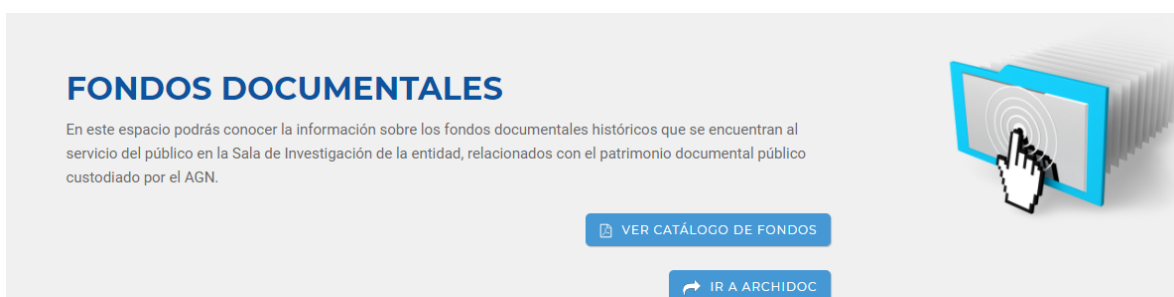 FONDOS DOCUMENTALES
En este espacio podrás conocer la información sobre los fondos documentales históricos que se encuentran al
servicio del público en la Sala de Investigación de la entidad, relacionados con el patrimonio documental público
custodiado por el AGN.
VER CATÁLOGO DE FONDOS
IR A ARCHIDOC